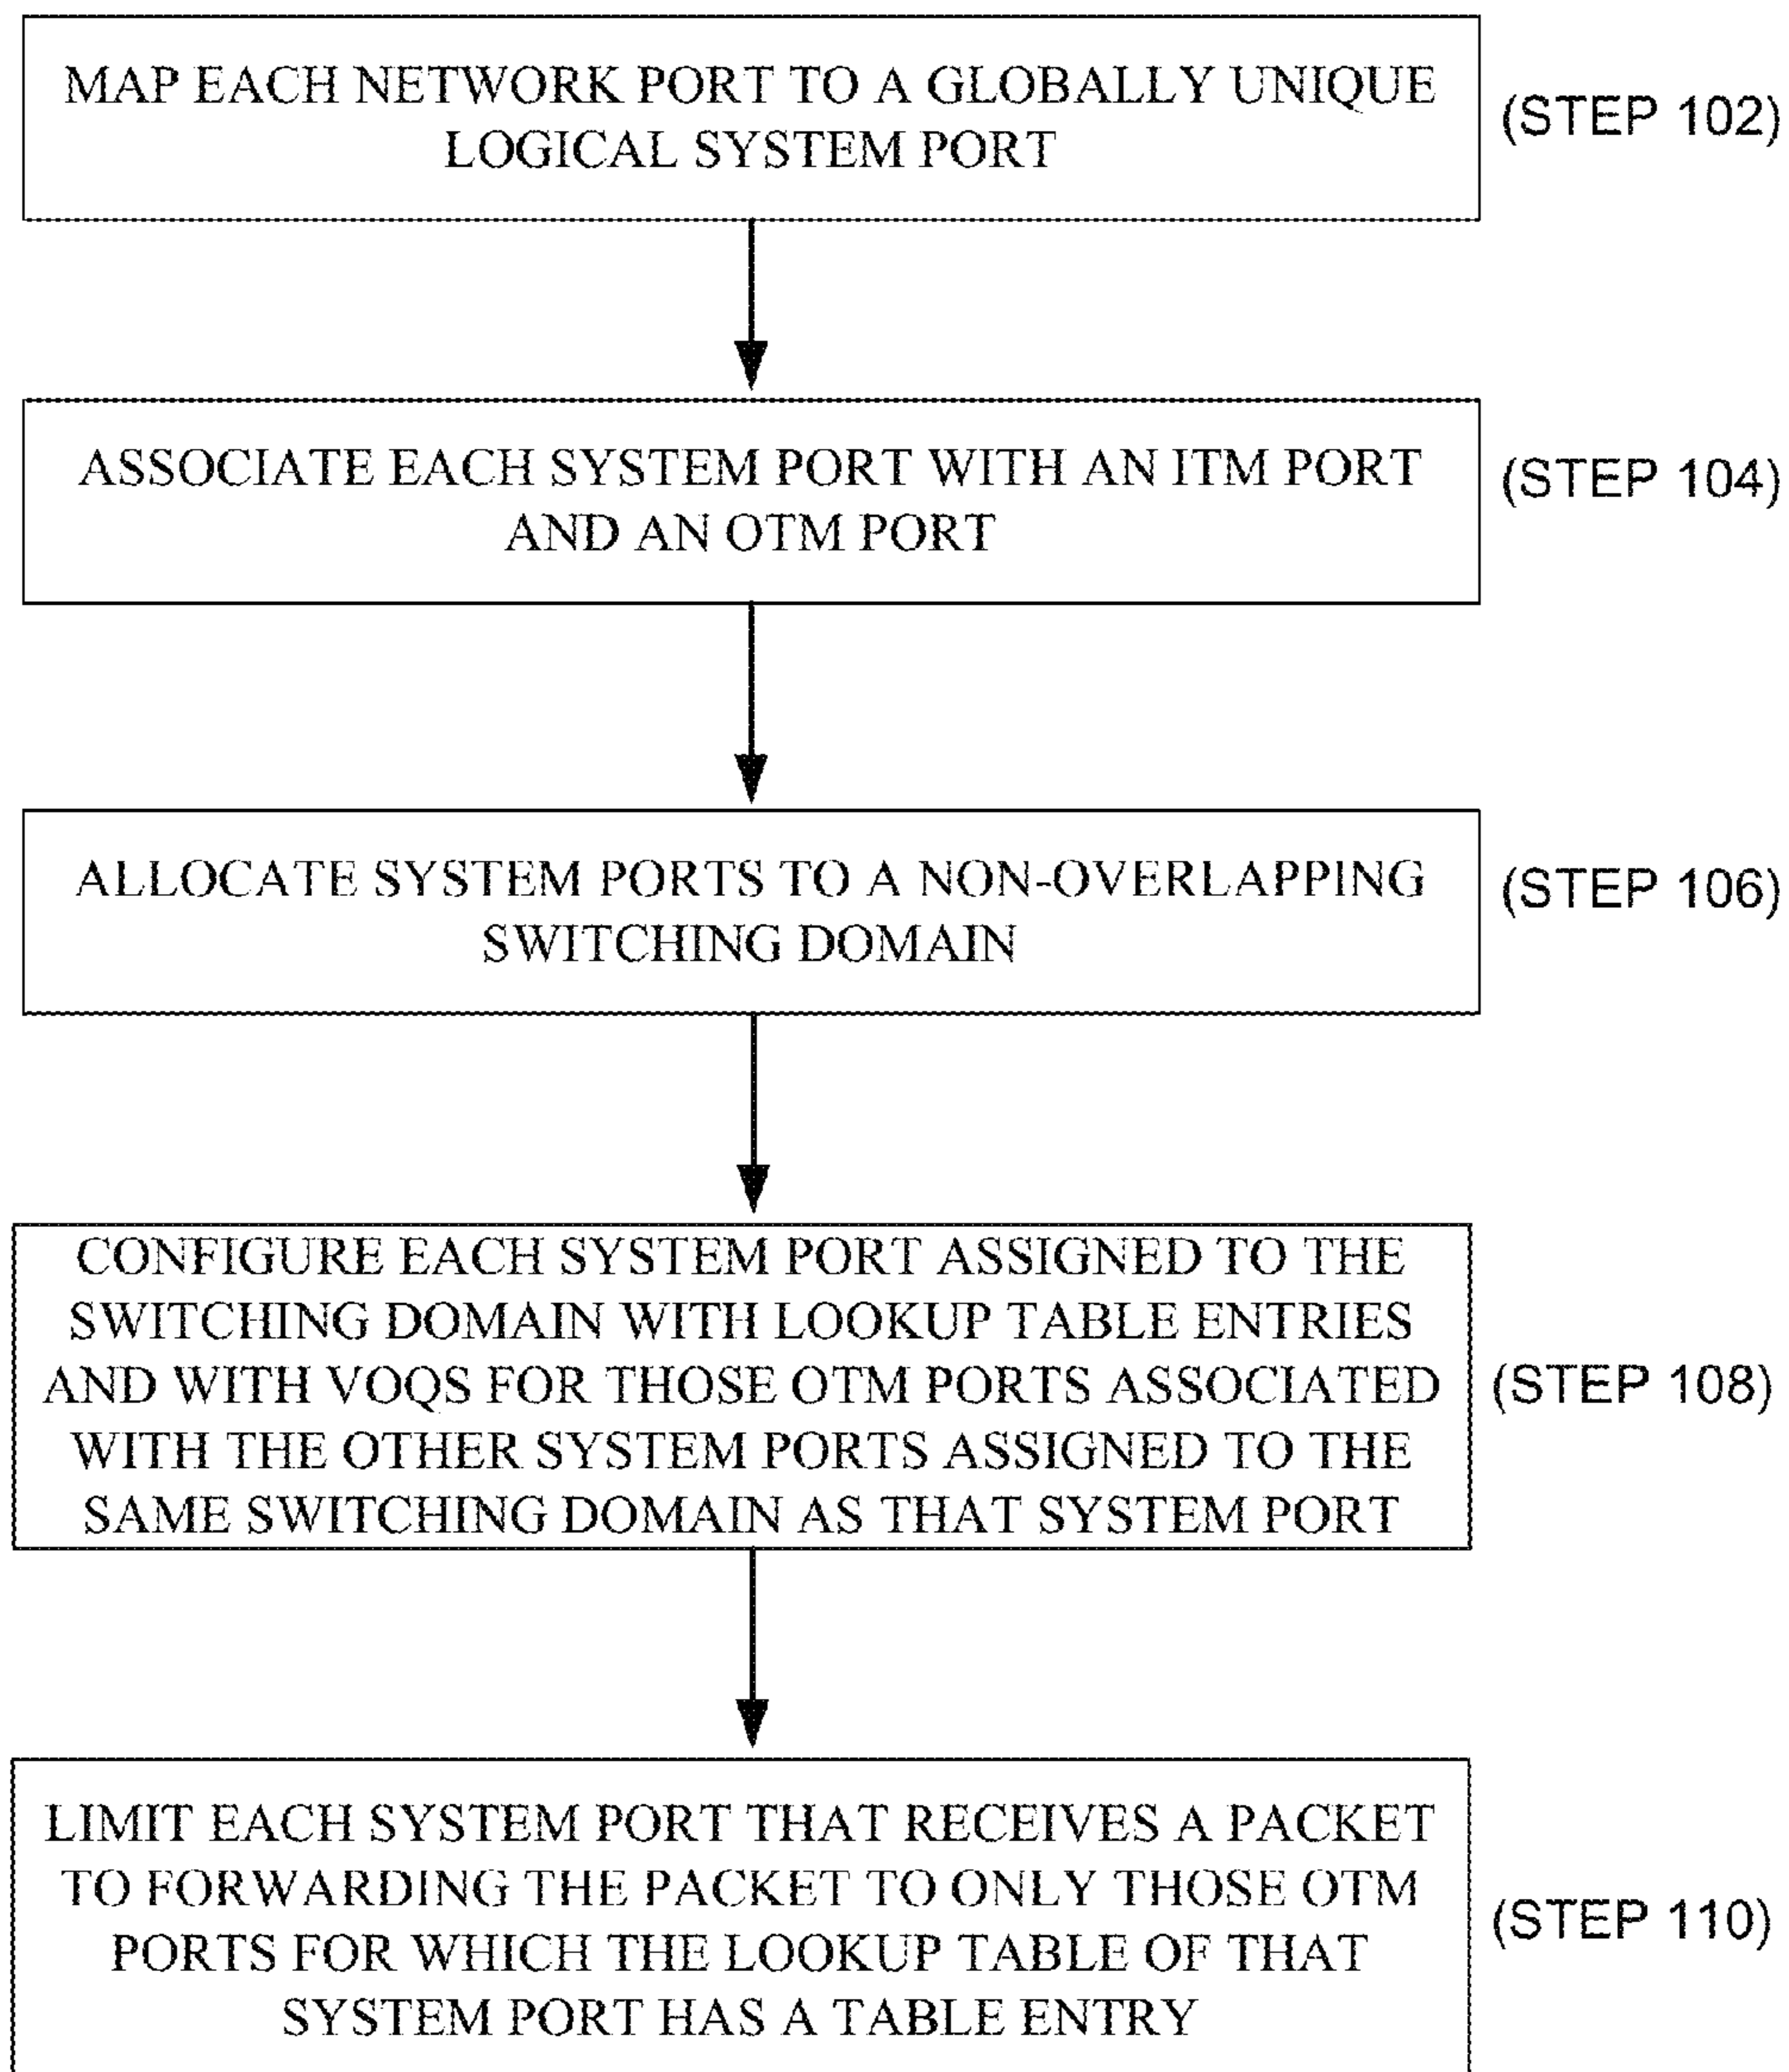 MAP EACH NETWORK PORT TO A GLOBALLY UNIQUE
LOGICAL SYSTEM PORT
(STEP 102)
ASSOCIATE EACH SYSTEM PORT WITH AN ITM PORT
AND AN OTM PORT
(STEP 104)
ALLOCATE SYSTEM PORTS TO A NON-OVERLAPPING
SWITCHING DOMAIN
(STEP 106)
CONFIGURE EACH SYSTEM PORT ASSIGNED TO THE
SWITCHING DOMAIN WITH LOOKUP TABLE ENTRIES
AND WITH VOQS FOR THOSE OTM PORTS ASSOCIATED
WITH THE OTHER SYSTEM PORTS ASSIGNED TO THE
SAME SWITCHING DOMAIN AS THAT SYSTEM PORT
(STEP 108)
LIMIT EACH SYSTEM PORT THAT RECEIVES A PACKET
TO FORWARDING THE PACKET TO ONLY THOSE OTM
PORTS FOR WHICH THE LOOKUP TABLE OF THAT
SYSTEM PORT HAS A TABLE ENTRY
(STEP 110)